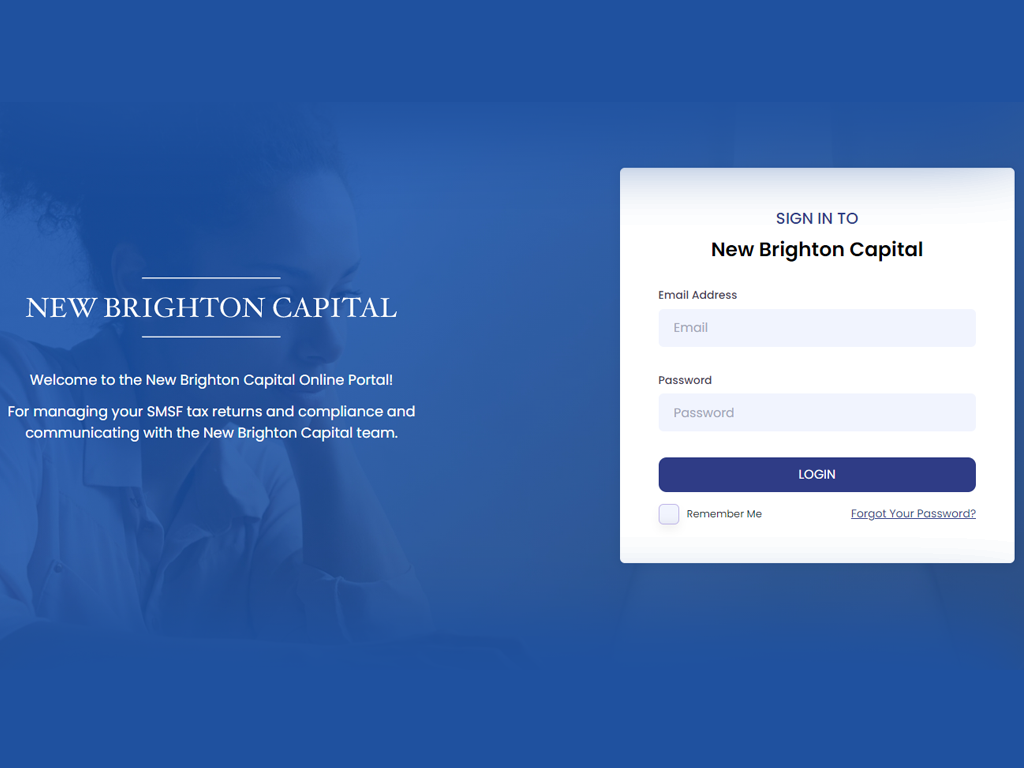 NEW BRIGHTON CAPITAL
Welcome to the New Brighton Capital Online Portal!
For managing your SMSF tax returns and compliance and
communicating with the New Brighton Capital team.
SIGN IN TO
New Brighton Capital
Email Address
Email
Password
Password
LOGIN
Remember Me
Forgot Your Password?